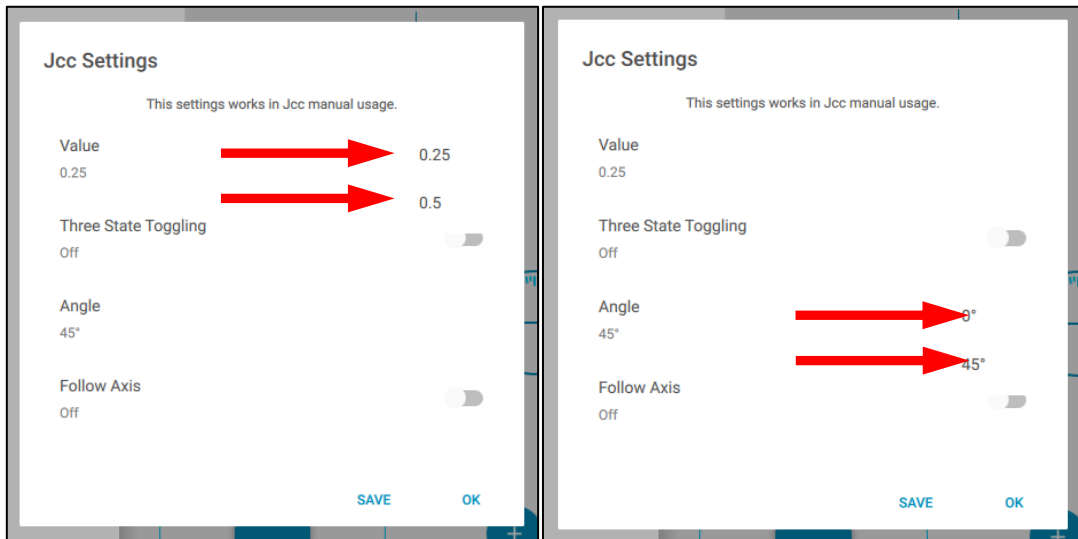 Jcc Settings
This settings works in Jcc manual usage.
Value
0.25
0.25
0.5
Three State Toggling
Off
Angle
45°
Follow Axis
Off
SAVE OK
Jcc Settings
This settings works in Jcc manual usage.
Value
0.25
Three State Toggling
Off
Angle
0°
45°
45°
Follow Axis
Off
SAVE OK